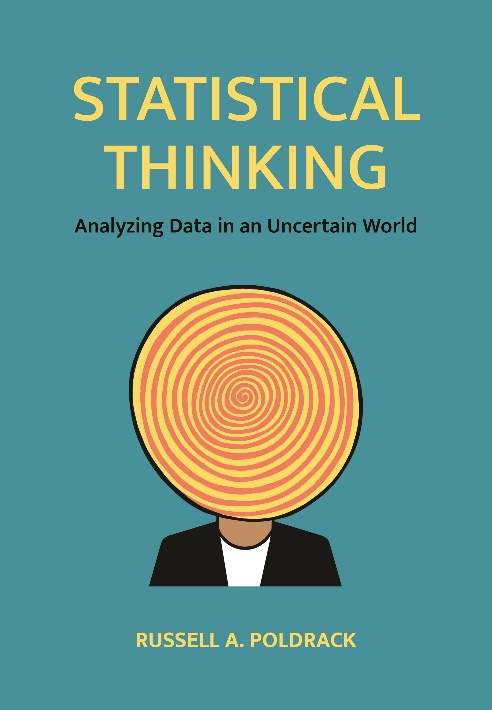 STATISTICAL
THINKING
Analyzing Data in an Uncertain World
RUSSELL A. POLDRACK